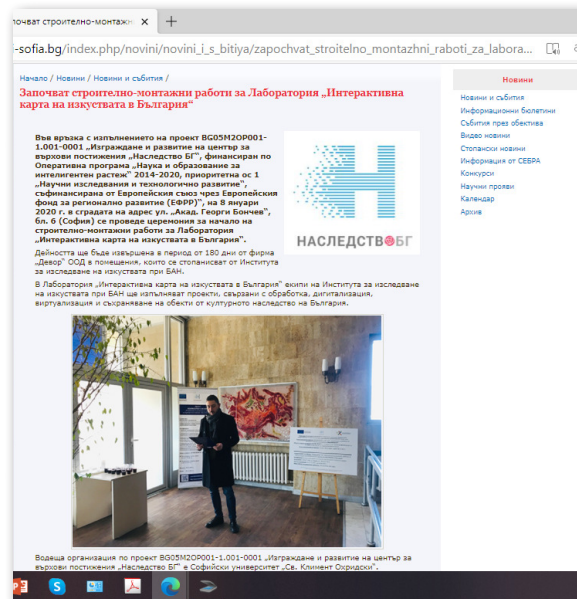 почват строително-монтажн
-sofia.bg/index.php/novini/novini_i_s_bitiya/zapochvat_stroitelno_montazhni_raboti_za_labora...
Начало / Новини / Новини и събития /
Започват строително-монтажни работи за Лаборатория „Интерактивна
карта на изкуствата в България“
Във връзка с изпълнението на проект BG05M2OP001-
1.001-0001 „Изграждане и развитие на център за
върхови постижения „Наследство БГ“, финансиран по
Оперативна програма „Наука и образование за
интелигентен растеж“ 2014-2020, приоритетна ос 1
„Научни изследвания и технологично развитие“,
съфинансирана от Европейския съюз чрез Европейския
фонд за регионално развитие (ЕФРР)“, на 8 януари
2020 г. в сградата на адрес ул. „Акад. Георги Бончев“,
бл. 6 (София) се проведе церемония за начало на
строително-монтажни работи за Лаборатория
„Интерактивна карта на изкуствата в България“.
НАСЛЕДСТВО БГ
Дейността ще бъде извършена в период от 180 дни от фирма
„Девор“ ООД в помещения, които се стопанисват от Института
за изследване на изкуствата при БАН.
В Лаборатория „Интерактивна карта на изкуствата в България“ екипи на Института за изследване
на изкуствата при БАН ще изпълняват проекти, свързани с обработка, дигитализация,
виртуализация и съхраняване на обекти от културното наследство на България.
Водеща организация по проект BG05M2OP001-1.001-0001 „Изграждане и развитие на център за
върхови постижения „Наследство БГ“ е Софийски университет „Св. Климент Охридски“.
Новини
Новини и събития
Информационни бюлетини
Събития през обектива
Видео новини
Стопански новини
Информация от СЕБРА
Конкурси
Научни прояви
Календар
Архив